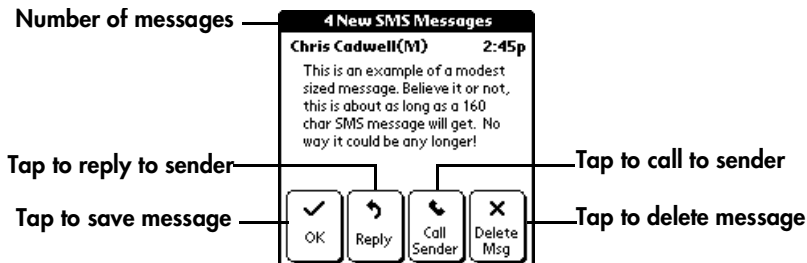 Number of messages
4 New SMS Messages
Chris Cadwell(M) 2:45p
This is an example of a modest
sized message. Believe it or not,
this is about as long as a 160
char SMS message will get. No
way it could be any longer!
Tap to reply to sender
Tap to call to sender
Tap to save message
OK
Reply
Call
Sender
Delete
Msg
Tap to delete message